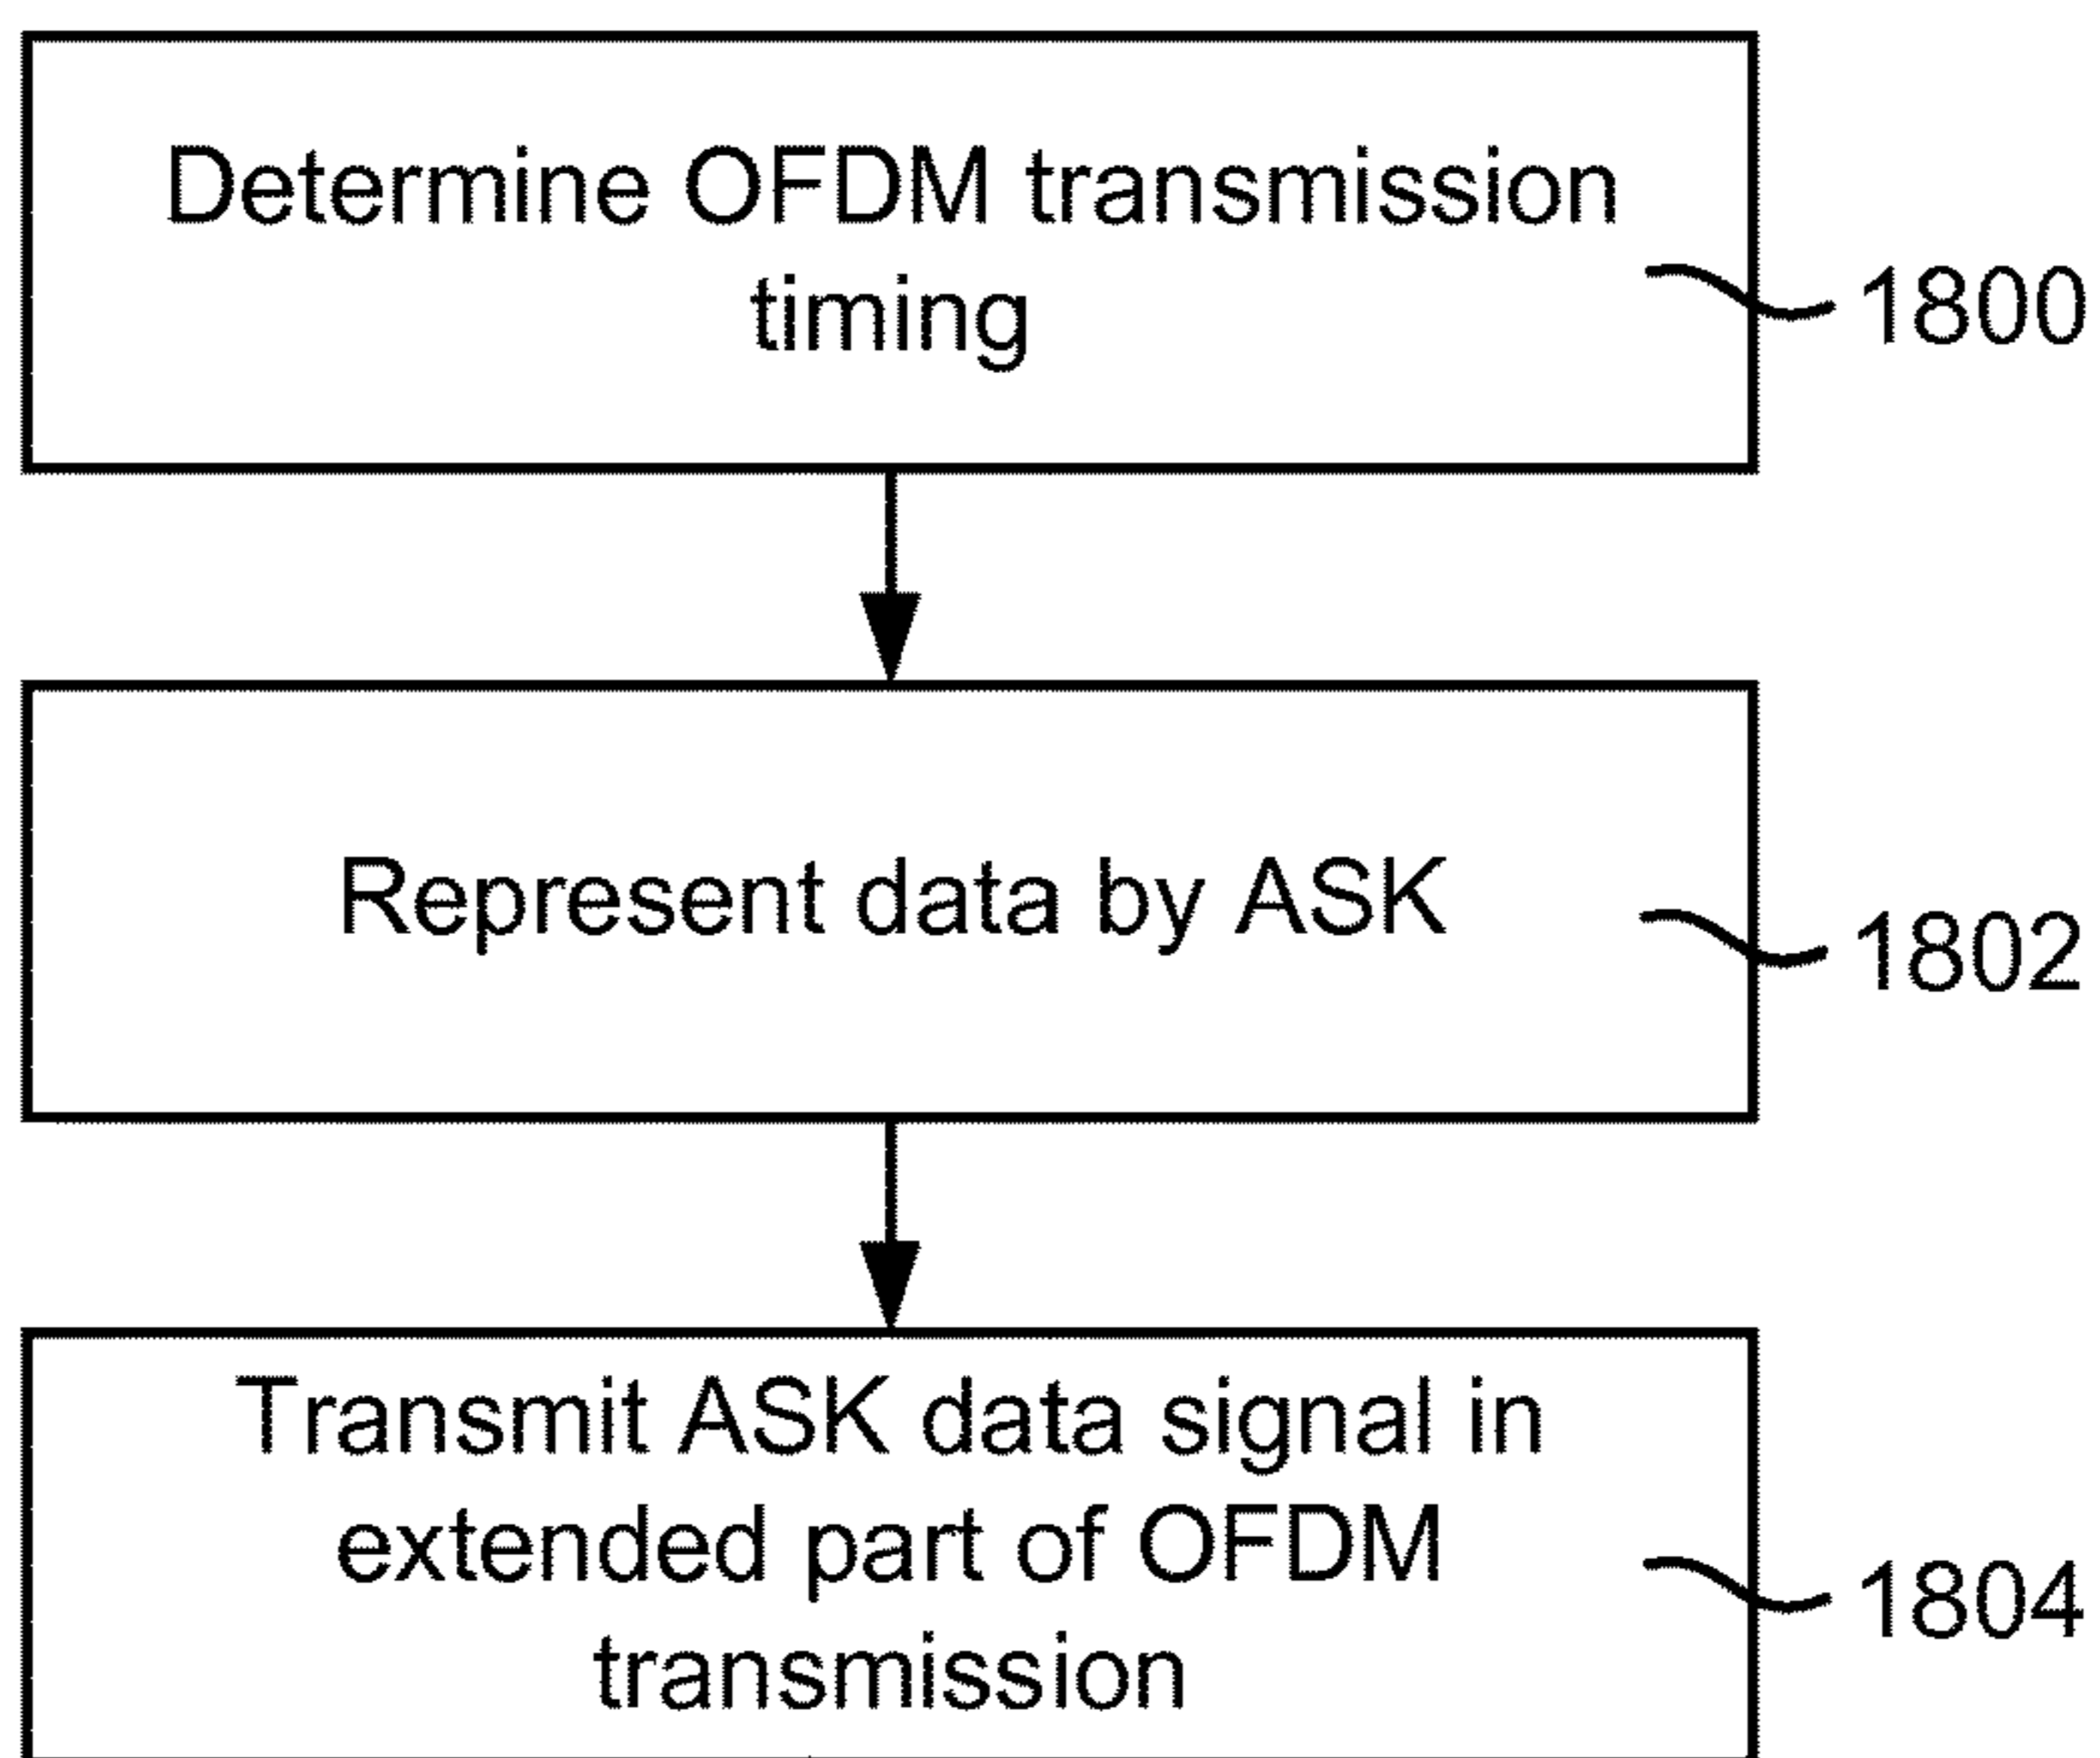 Determine OFDM transmission
timing
1800
Represent data by ASK
1802
Transmit ASK data signal in
extended part of OFDM
transmission
1804